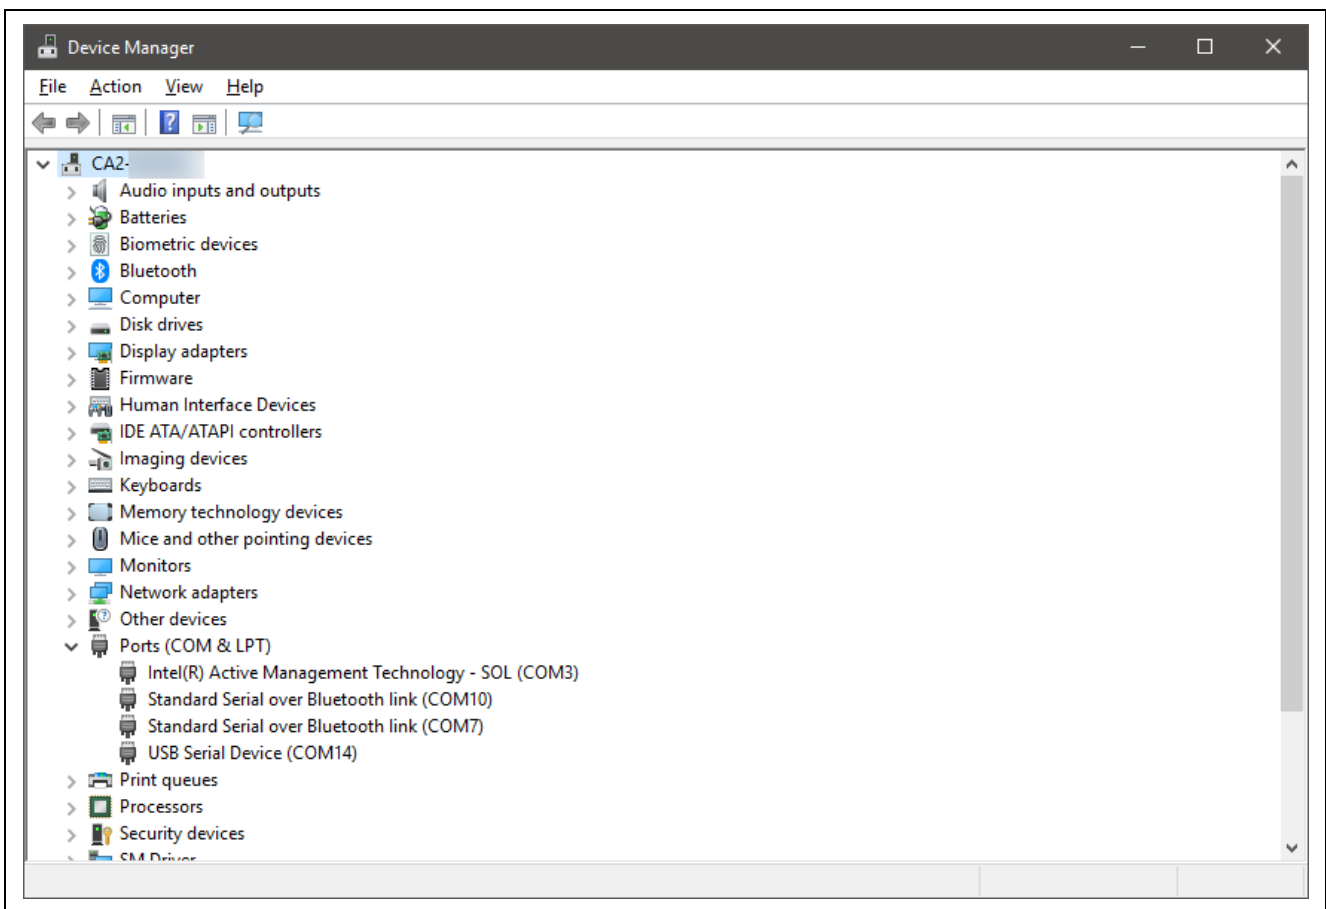 Device Manager
File Action View Help
CA2-
Audio inputs and outputs
Batteries
Biometric devices
Bluetooth
Computer
Disk drives
Display adapters
Firmware
Human Interface Devices
IDE ATA/ATAPI controllers
Imaging devices
Keyboards
Memory technology devices
Mice and other pointing devices
Monitors
Network adapters
Other devices
Ports (COM & LPT)
Intel(R) Active Management Technology - SOL (COM3)
Standard Serial over Bluetooth link (COM10)
Standard Serial over Bluetooth link (COM7)
USB Serial Device (COM14)
Print queues
Processors
Security devices
SM Driver